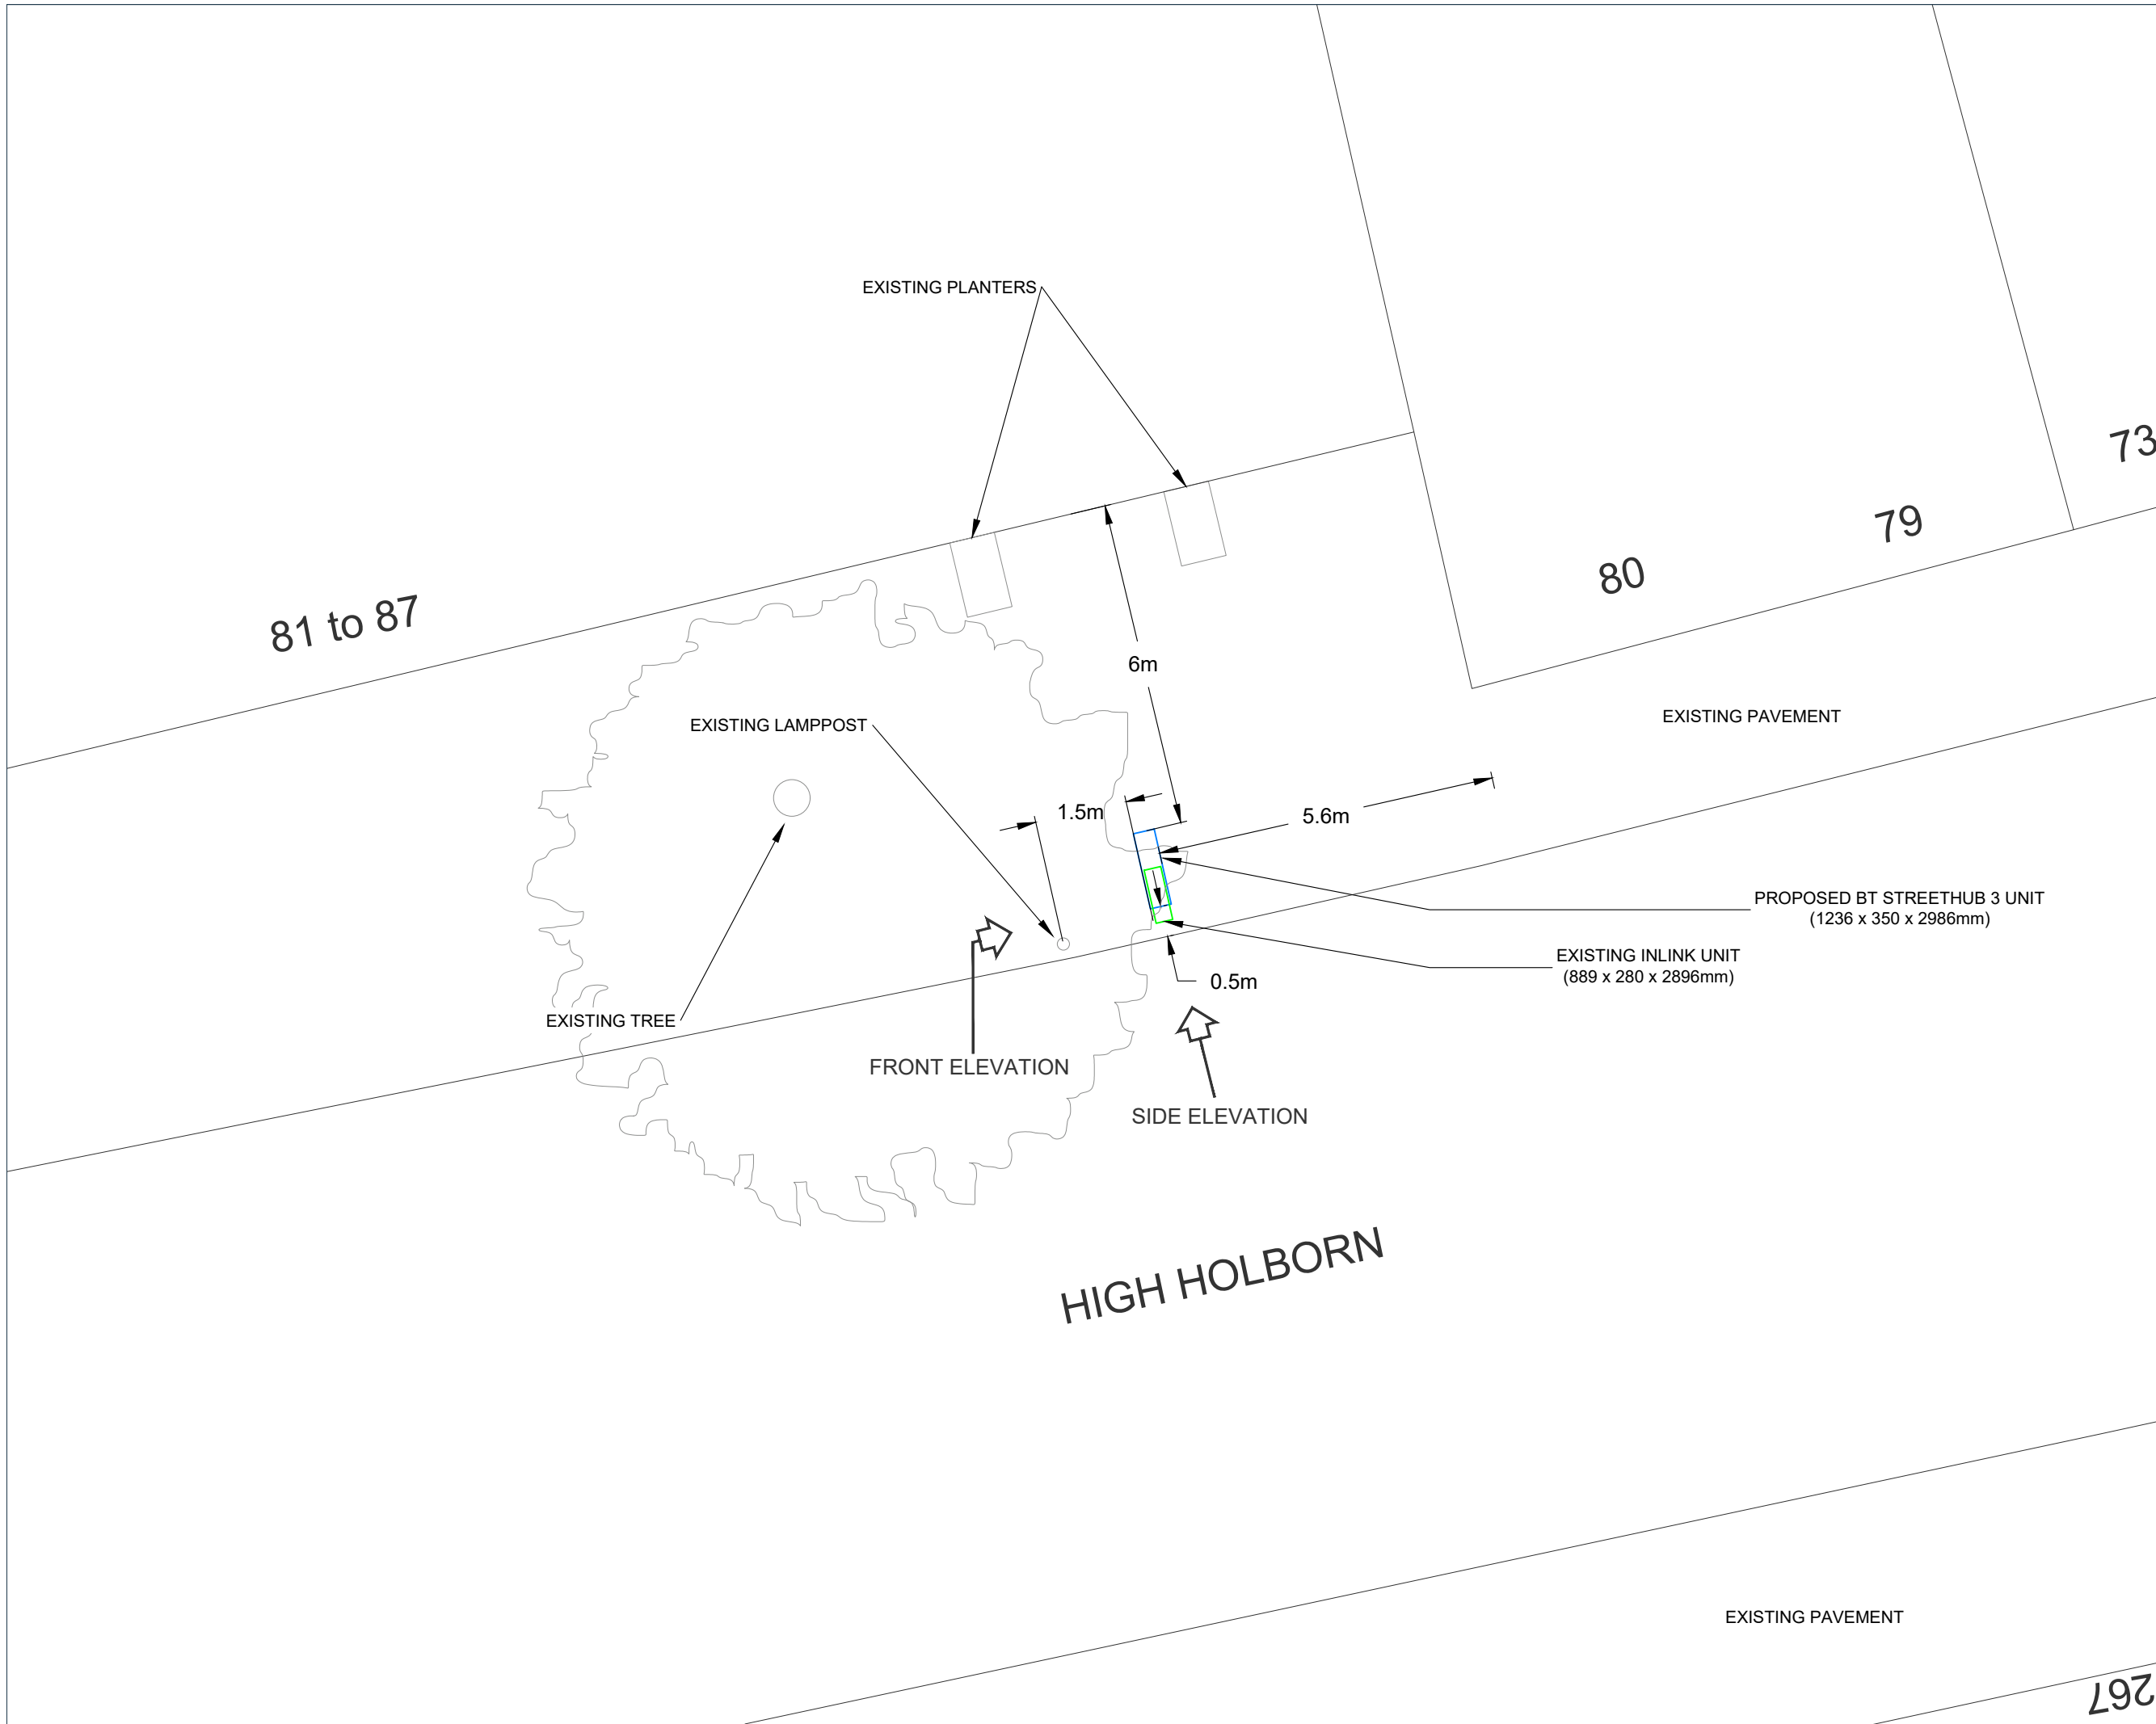 EXISTING PLANTERS
73
79
80
81 to 87
6m
EXISTING PAVEMENT
EXISTING LAMPPOST
1.5m
5.6m
PROPOSED BT STREETHUB 3 UNIT
(1236 x 350 x 2986mm)
EXISTING INLINK UNIT
(889 x 280 x 2896mm)
0.5m
EXISTING TREE
FRONT ELEVATION
SIDE ELEVATION
HIGH HOLBORN
EXISTING PAVEMENT
267